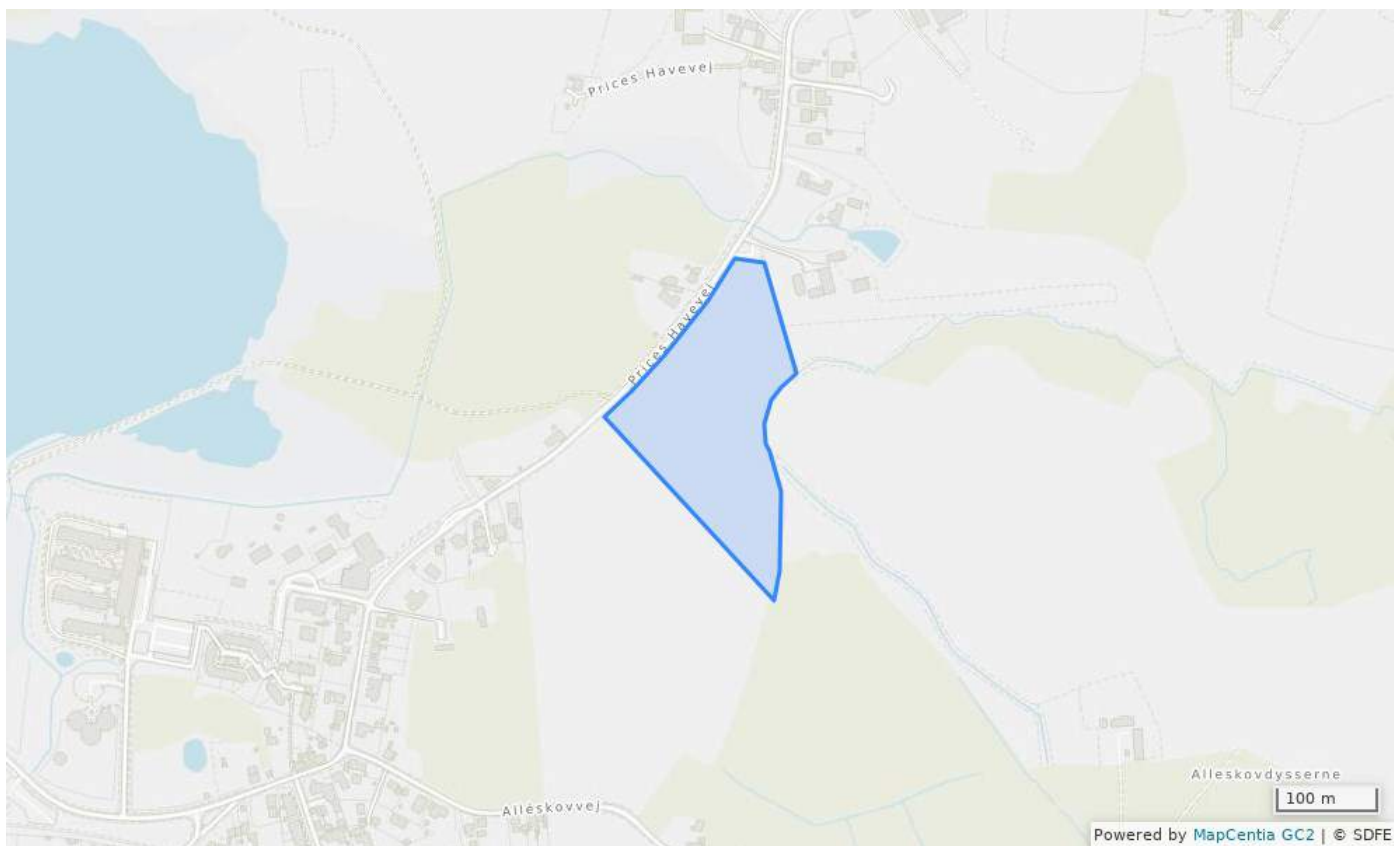 Prices Havevej
Prices Havevej
Alleskovdysserne
100 m
Alléskovvej
Powered by MapCentia GC2 | © SDFE